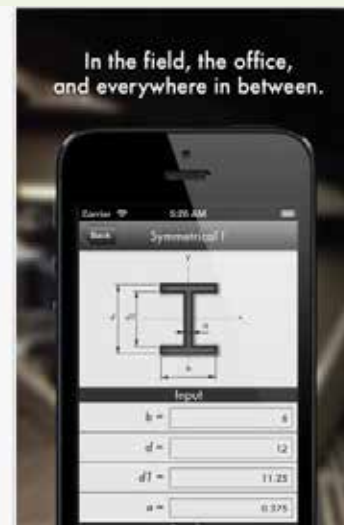 In the field, the office,
and everywhere in between.
Carrier 5:26 AM
Back Symmetrical I
y
x
d d1
a
b
Input
b = 6
d = 12
d1 = 11.25
a = 0.375